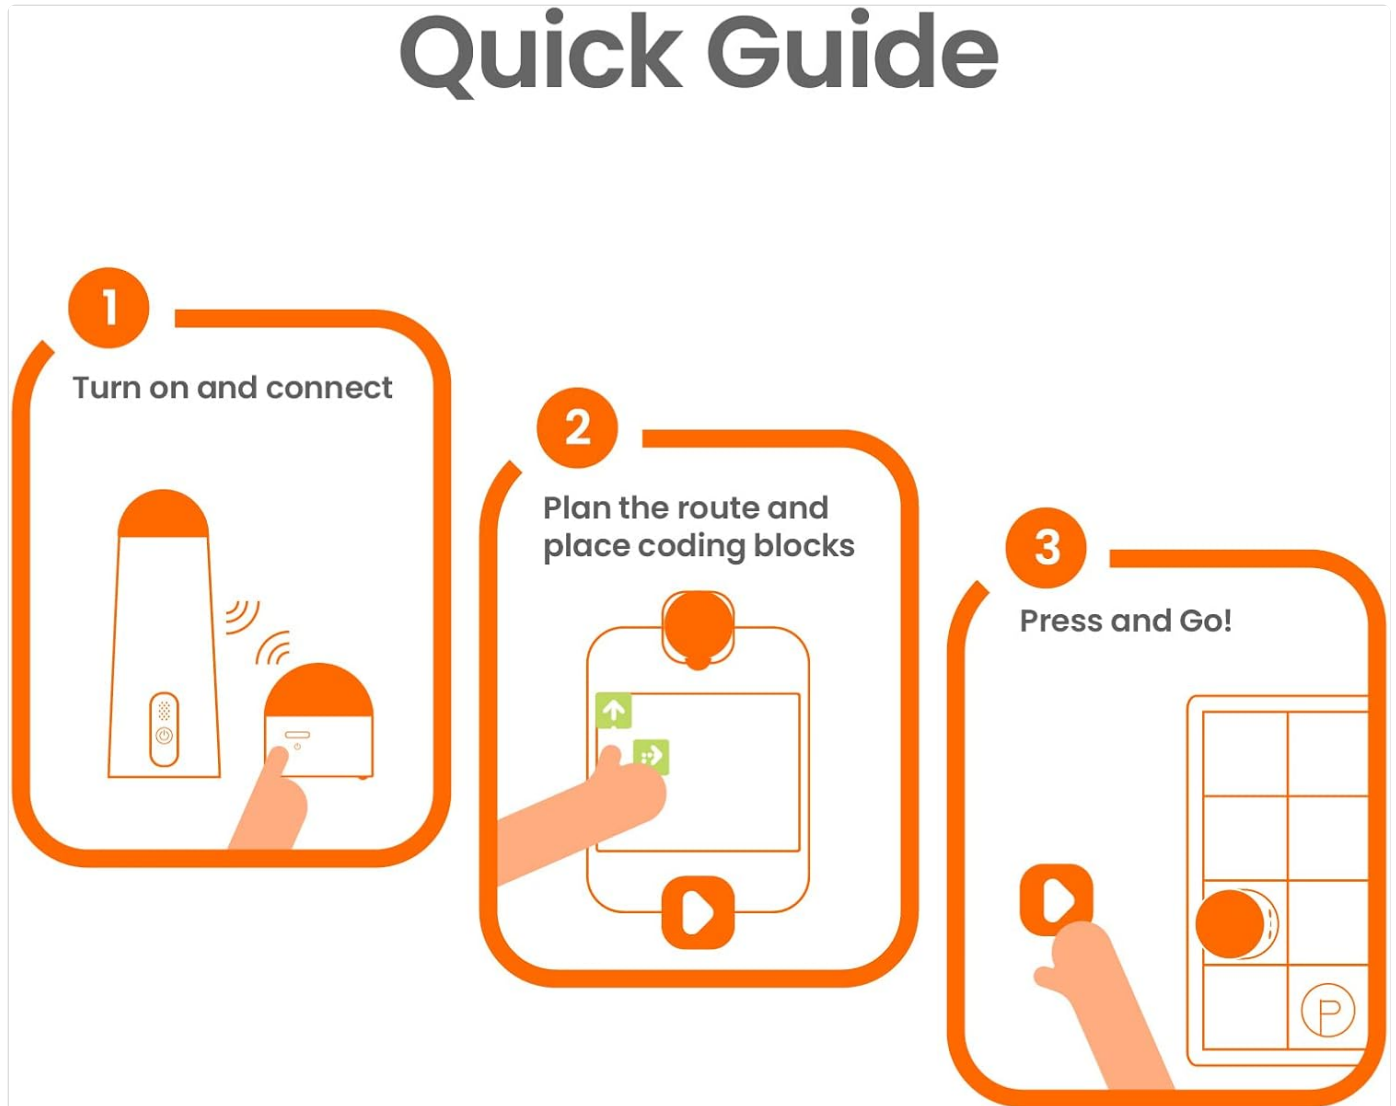 Quick Guide
1
Turn on and connect
2
Plan the route and
place coding blocks
3
Press and Go!
P